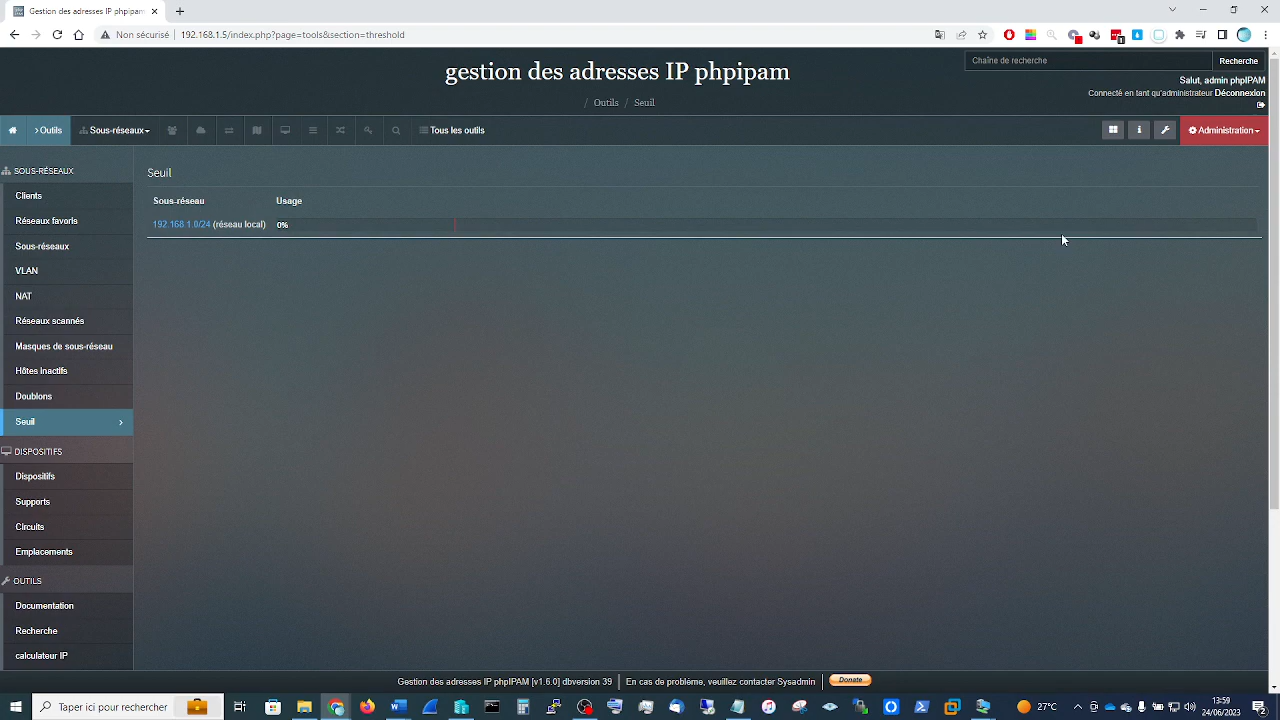 Gestion des adresses IP phpipam
Non sécurisé
192.168.1.5/index.php?page=tools&section=threshold
gestion des adresses IP phpipam
Chaîne de recherche
Recherche
Salut, admin phpIPAM
/ Outils / Seuil
Connecté en tant qu'administrateur Déconnexion
Outils
Sous-réseaux
Tous les outils
Administration
SOUS-RÉSEAUX
Clients
Réseaux favoris
Sous-réseaux
VLAN
NAT
Réseaux scannés
Masques de sous-réseau
Hôtes inactifs
Doublons
Seuil
DISPOSITIFS
Dispositifs
Supports
Circuits
Emplacements
OUTILS
Documentation
Recherche
calculateur IP
Seuil
Sous-réseau Usage
192.168.1.0/24 (réseau local) 0%
Gestion des adresses IP phpIPAM [v1.6.0] dbversion 39
En cas de problème, veuillez contacter Sysadmin
Donate
Taper ici pour rechercher
27°C
13:59
24/06/2023